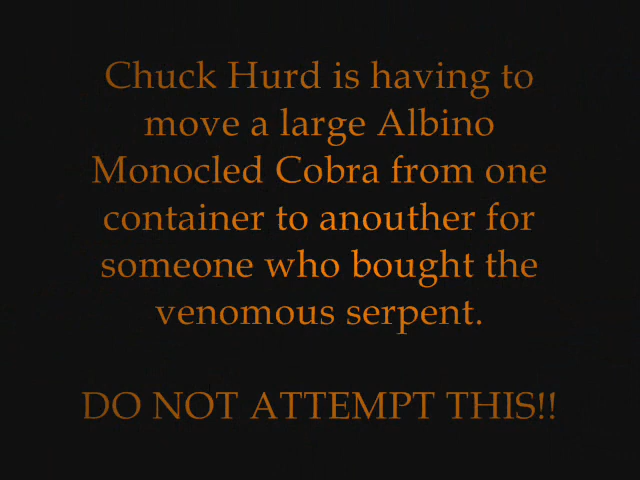 Chuck Hurd is having to
move a large Albino
Monocled Cobra from one
container to anouther for
someone who bought the
venomous serpent.
DO NOT ATTEMPT THIS!!